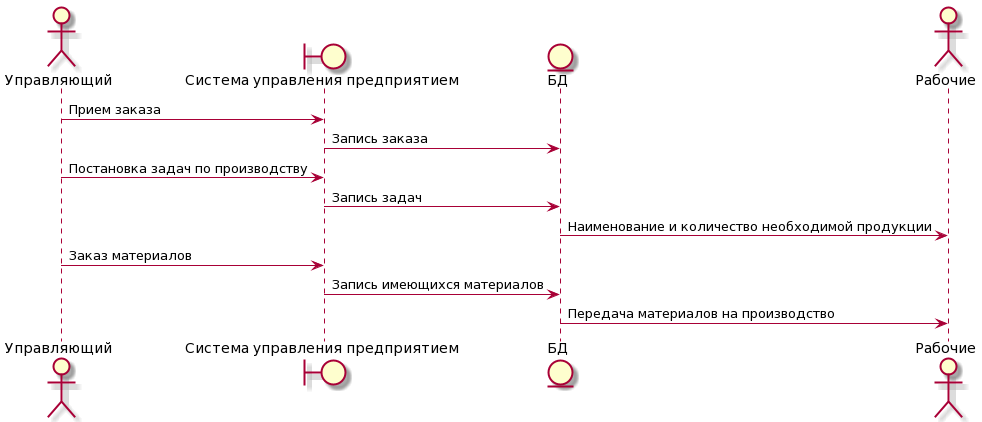 Управляющий
Система управления предприятием
БД
Рабочие
Прием заказа
Запись заказа
Постановка задач по производству
Запись задач
Наименование и количество необходимой продукции
Заказ материалов
Запись имеющихся материалов
Передача материалов на производство
Управляющий
Система управления предприятием
БД
Рабочие